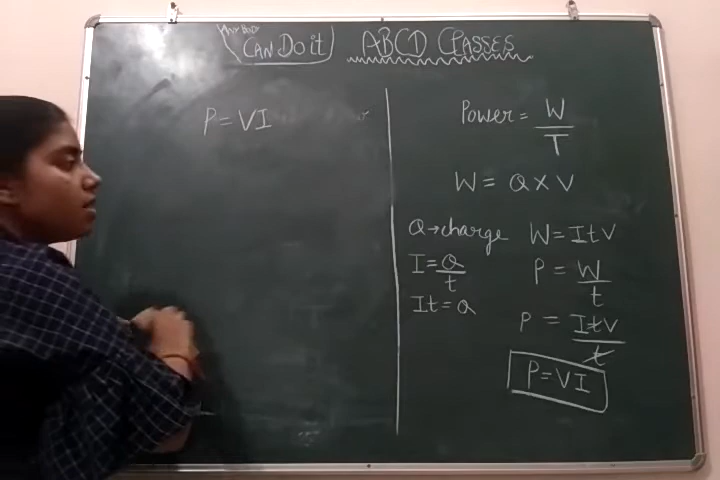 CAN DO it
ABCD CLASSES
P = VI
Power = W
T
W = Q × V
Q → charge
I = Q
t
It = Q
W = ItV
P = W
t
P = ItV
t
P = VI